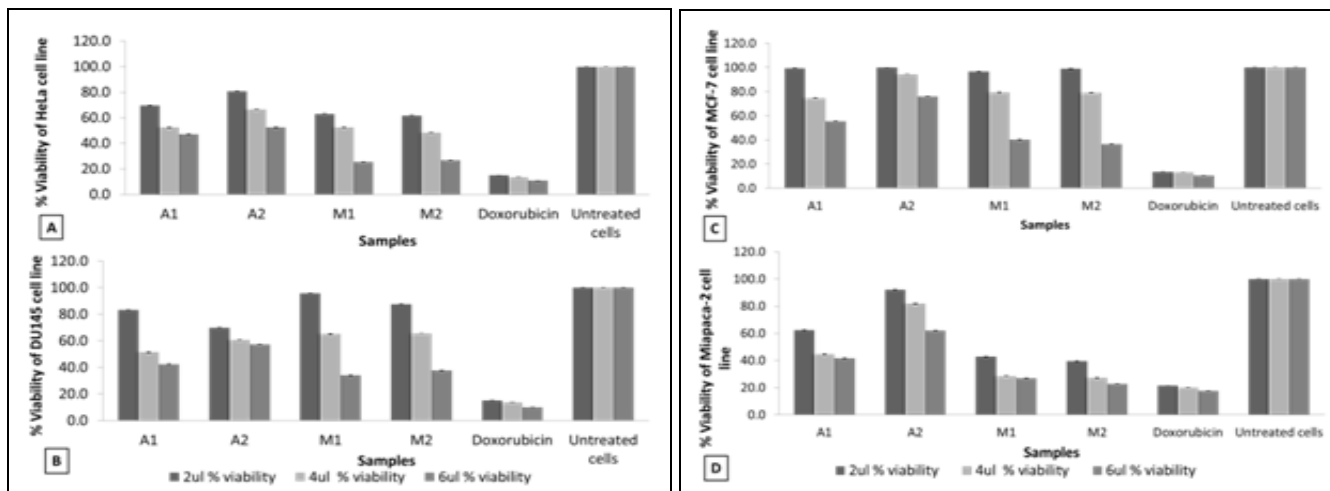 % Viability of HeLa cell line
120.0
100.0
80.0
60.0
40.0
20.0
0.0
A1 A2 M1 M2 Doxorubicin Untreated cells
Samples
A
% Viability of DU145 cell line
100.0
80.0
60.0
40.0
20.0
0.0
A1 A2 M1 M2 Doxorubicin Untreated cells
Samples
B
2ul % viability 4ul % viability 6ul % viability
% Viability of MCF-7 cell line
120.0
100.0
80.0
60.0
40.0
20.0
0.0
A1 A2 M1 M2 Doxorubicin Untreated cells
Samples
C
% Viability of Miapaca-2 cell
line
100.0
80.0
60.0
40.0
20.0
0.0
A1 A2 M1 M2 Doxorubicin Untreated cells
Samples
D
2ul % viability 4ul % viability 6ul % viability